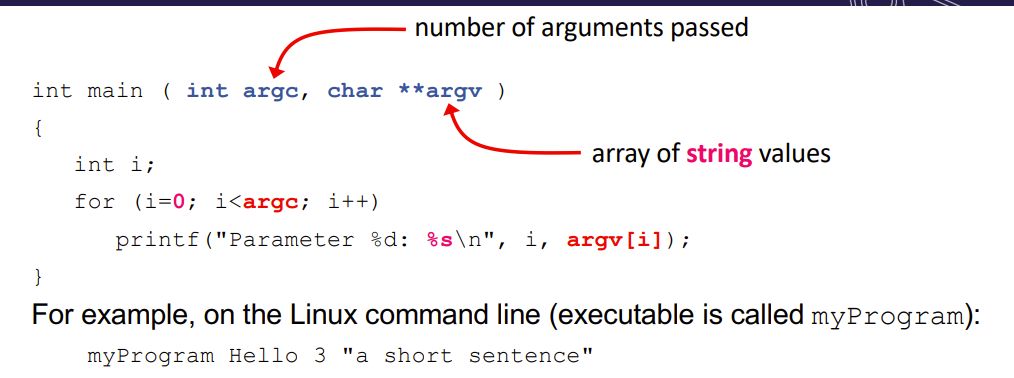 number of arguments passed
int main ( int argc, char **argv )
{
array of string values
int i;
for (i=0; i<argc; i++)
printf("Parameter %d: %s\n", i, argv[i]);
}
For example, on the Linux command line (executable is called myProgram):
myProgram Hello 3 "a short sentence"